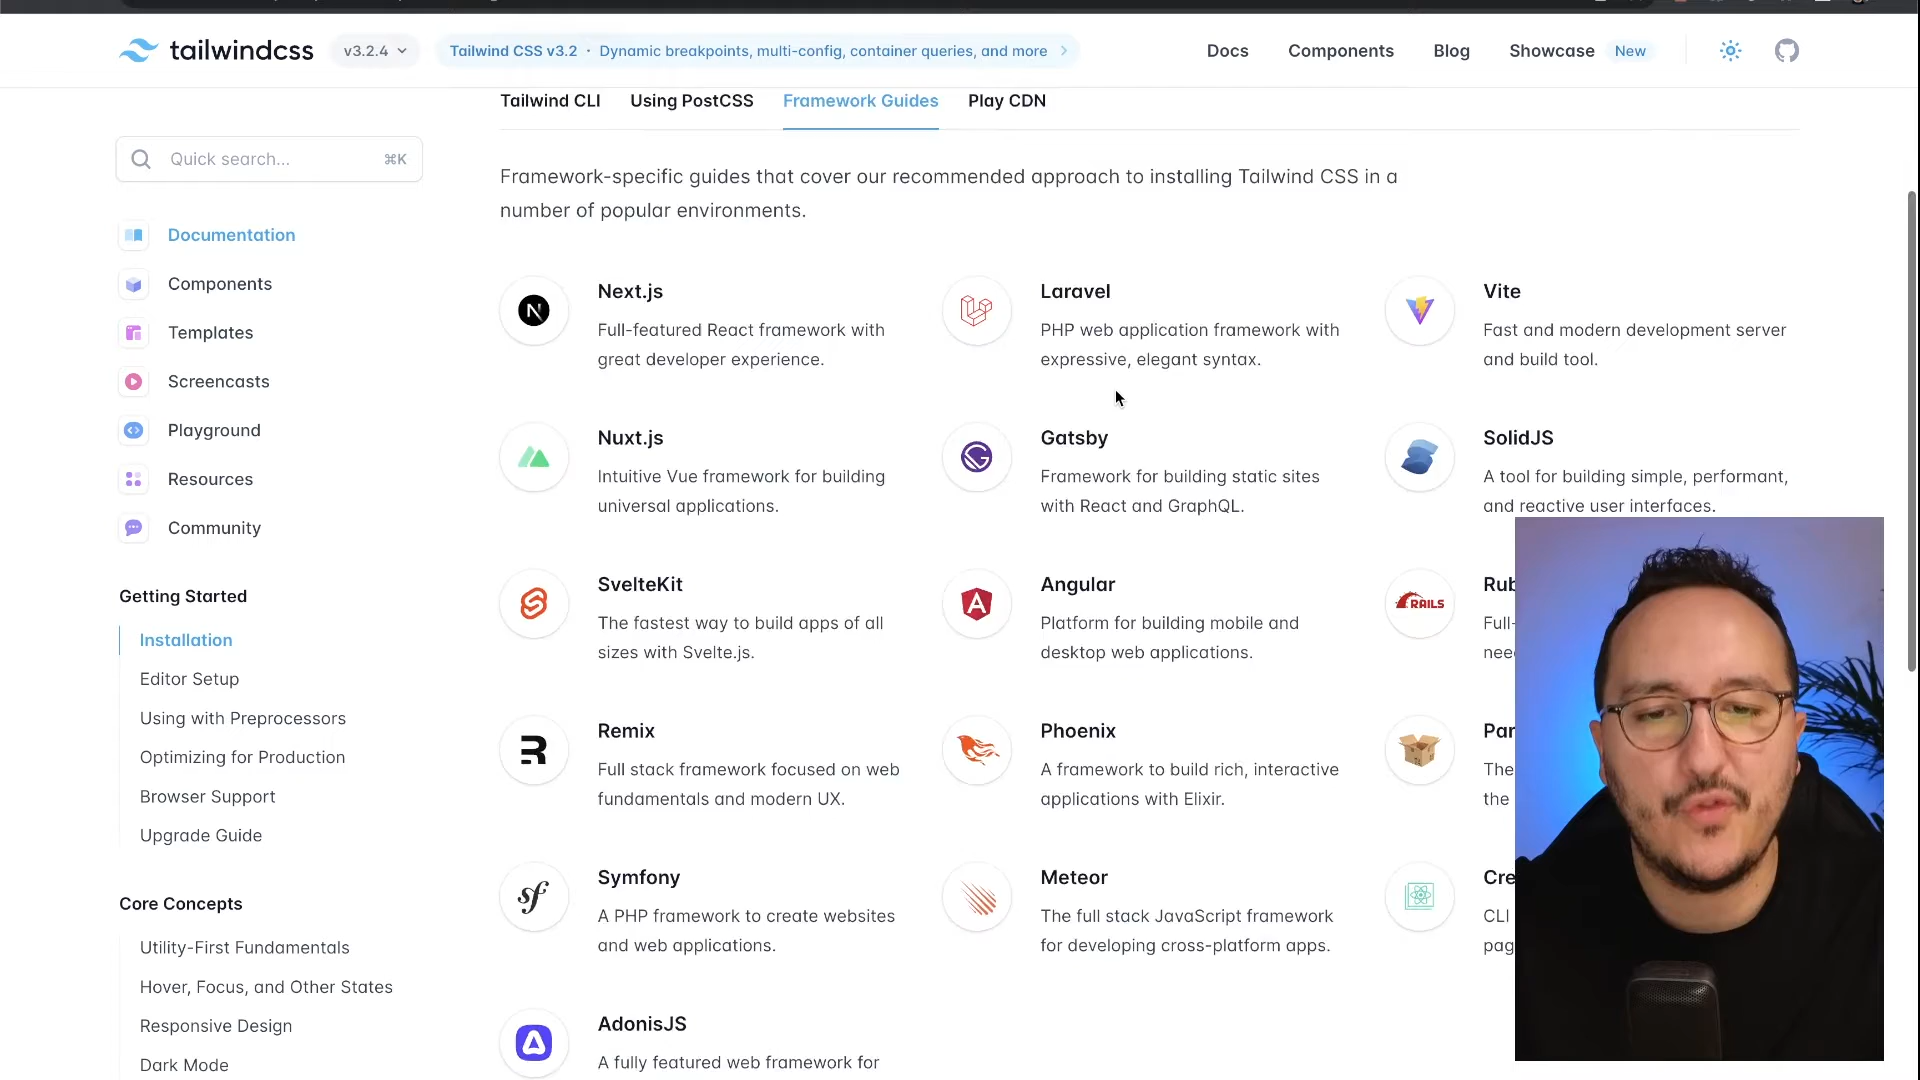 tailwindcss
v3.2.4
Tailwind CSS v3.2 · Dynamic breakpoints, multi-config, container queries, and more
Docs
Components
Blog
Showcase
New
Tailwind CLI
Using PostCSS
Framework Guides
Play CDN
Quick search...
⌘K
Documentation
Components
Templates
Screencasts
Playground
Resources
Community
Getting Started
Installation
Editor Setup
Using with Preprocessors
Optimizing for Production
Browser Support
Upgrade Guide
Core Concepts
Utility-First Fundamentals
Hover, Focus, and Other States
Responsive Design
Dark Mode
Framework-specific guides that cover our recommended approach to installing Tailwind CSS in a
number of popular environments.
Next.js
Full-featured React framework with
great developer experience.
Laravel
PHP web application framework with
expressive, elegant syntax.
Vite
Fast and modern development server
and build tool.
Nuxt.js
Intuitive Vue framework for building
universal applications.
Gatsby
Framework for building static sites
with React and GraphQL.
SolidJS
A tool for building simple, performant,
and reactive user interfaces.
SvelteKit
The fastest way to build apps of all
sizes with Svelte.js.
Angular
Platform for building mobile and
desktop web applications.
RAILS
Rub
Full-
nee
Remix
Full stack framework focused on web
fundamentals and modern UX.
Phoenix
A framework to build rich, interactive
applications with Elixir.
Par
The
the
Symfony
A PHP framework to create websites
and web applications.
Meteor
The full stack JavaScript framework
for developing cross-platform apps.
Cre
CLI
pag
AdonisJS
A fully featured web framework for